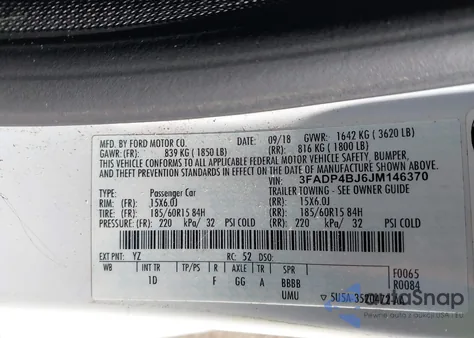 MFD. BY FORD MOTOR CO. 09/18 GVWR: 1642 KG ( 3620 LB)
GAWR:(FR): 839 KG ( 1850 LB) (RR): 816 KG ( 1800 LB)
THIS VEHICLE CONFORMS TO ALL APPLICABLE FEDERAL MOTOR VEHICLE SAFETY, BUMPER,
AND THEFT PREVENTION STANDARDS IN EFFECT ON THE DATE OF MANUFACTURE SHOWN ABOVE.
VIN: 3FADP4BJ6JM146370
TYPE: Passenger Car TRAILER TOWING - SEE OWNER GUIDE
(FR): (RR):
RIM: 15X6.0J 15X6.0J
TIRE: 185/60R15 84H 185/60R15 84H
PRESSURE: (FR): 220 kPa/ 32 PSI COLD (RR): 220 kPa/ 32 PSI COLD
EXT PNT: YZ RC: 52 DSO:
WB INT TR TP/PS R AXLE TR SPR F0065
1D F GG A BBBB R0084
UMU
AutoSnap